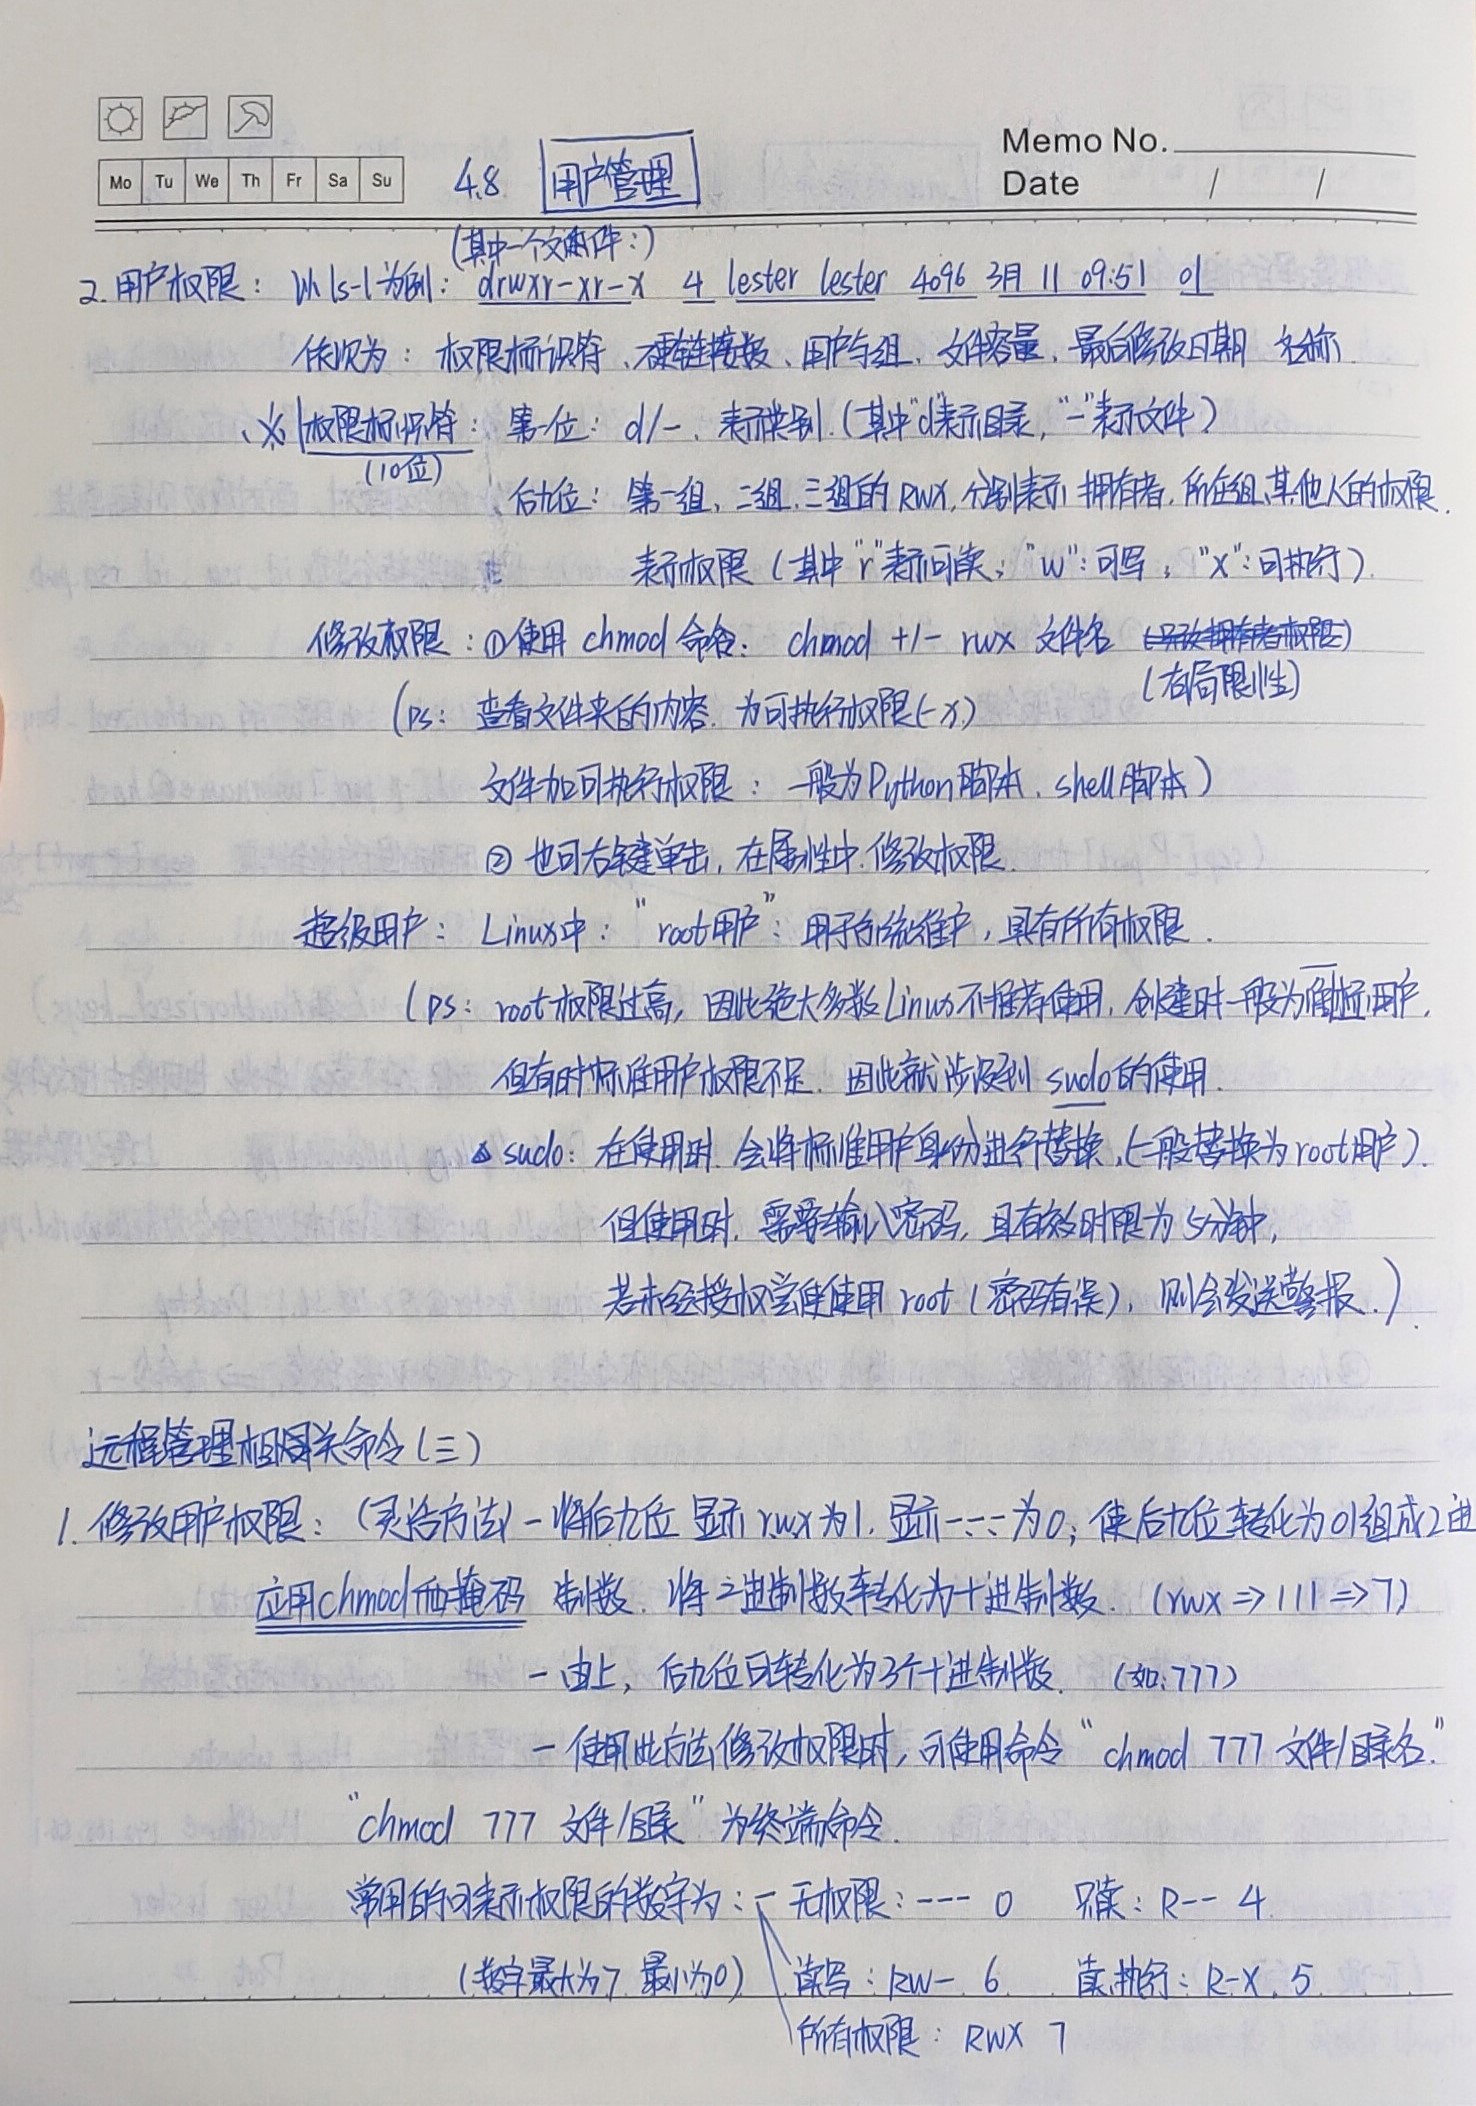 Memo No.
Mo Tu We Th Fr Sa Su
4.8 用户管理
Date / /
(其中一个文件:)
2. 用户权限: 以ls-l为例: drwxr-xr-x 4 lester lester 4096 3月 11 09:51 01
依次为: 权限标识符、硬链接数、用户与组、文件容量、最后修改日期 名称
※ 权限标识符: 第一位: d/-、表示类别.(其中"d"表示目录,"-"表示文件)
(10位)
后九位: 第一组、二组、三组的 RWX,分别表示 拥有者,所在组、其他人的权限.
表示权限(其中"r"表示可读;"w":可写;"x":可执行).
修改权限: ①使用 chmod 命令: chmod +/- rwx 文件名 (只改拥有者权限)
(有局限性)
(ps: 查看文件夹的内容. 为可执行权限(-x)
文件加可执行权限: 一般为Python脚本、shell脚本)
② 也可右键单击,在属性中.修改权限.
超级用户: Linux中: "root用户": 用于系统维护,具有所有权限.
(ps: root权限过高,因此绝大多数Linux不推荐使用,创建时一般为标准用户,
但有时标准用户权限不足. 因此就涉及到 sudo的使用.
△ sudo: 在使用时. 会将标准用户身份进行替换,(一般替换为root用户).
但使用时. 需要输入密码,且有效时限为5分钟,
若未经授权尝使使用 root (密码有误), 则会发送警报.)
远程管理相关命令(三)
1. 修改用户权限: (灵活方法) - 将后九位 显示 rwx 为1. 显示 --- 为0; 使后九位转化为01组成2进
应用chmod 掩码 制数. 将二进制数转化为十进制数. (rwx ⇒ 111 ⇒ 7)
- 由上, 后九位可转化为3个十进制数. (如:777)
- 使用此方法修改权限时,可使用命令 "chmod 777 文件/目录名."
"chmod 777 文件/目录" 为终端命令.
常用的可表示权限的数字为: - 无权限: --- 0 只读: R-- 4.
(数字最大为7 最小为0) 读写: RW- 6 读.执行: R-X. 5.
所有权限: RWX 7